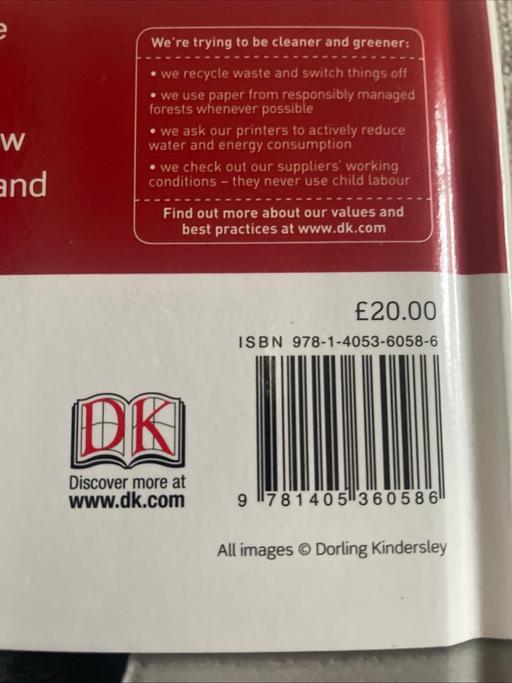 e
w
and
We're trying to be cleaner and greener:
• we recycle waste and switch things off
• we use paper from responsibly managed
forests whenever possible
• we ask our printers to actively reduce
water and energy consumption
• we check out our suppliers' working
conditions – they never use child labour
Find out more about our values and
best practices at www.dk.com
£20.00
ISBN 978-1-4053-6058-6
DK
Discover more at
www.dk.com
9 781405 360586
All images © Dorling Kindersley